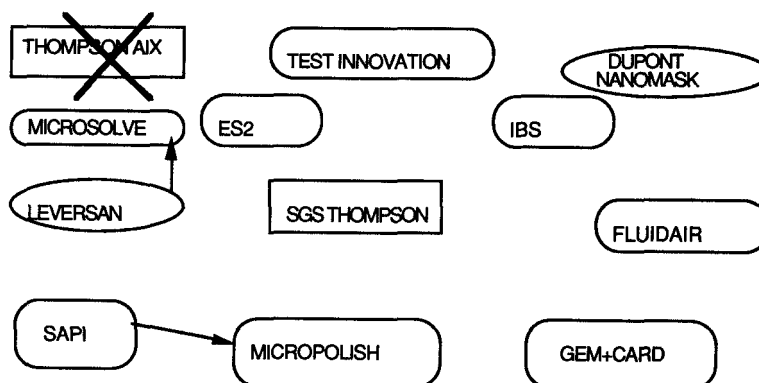 THOMPSON AIX
TEST INNOVATION
DUPONT
NANOMASK
MICROSOLVE
ES2
IBS
LEVERSAN
SGS THOMPSON
FLUIDAIR
SAPI
MICROPOLISH
GEM+CARD